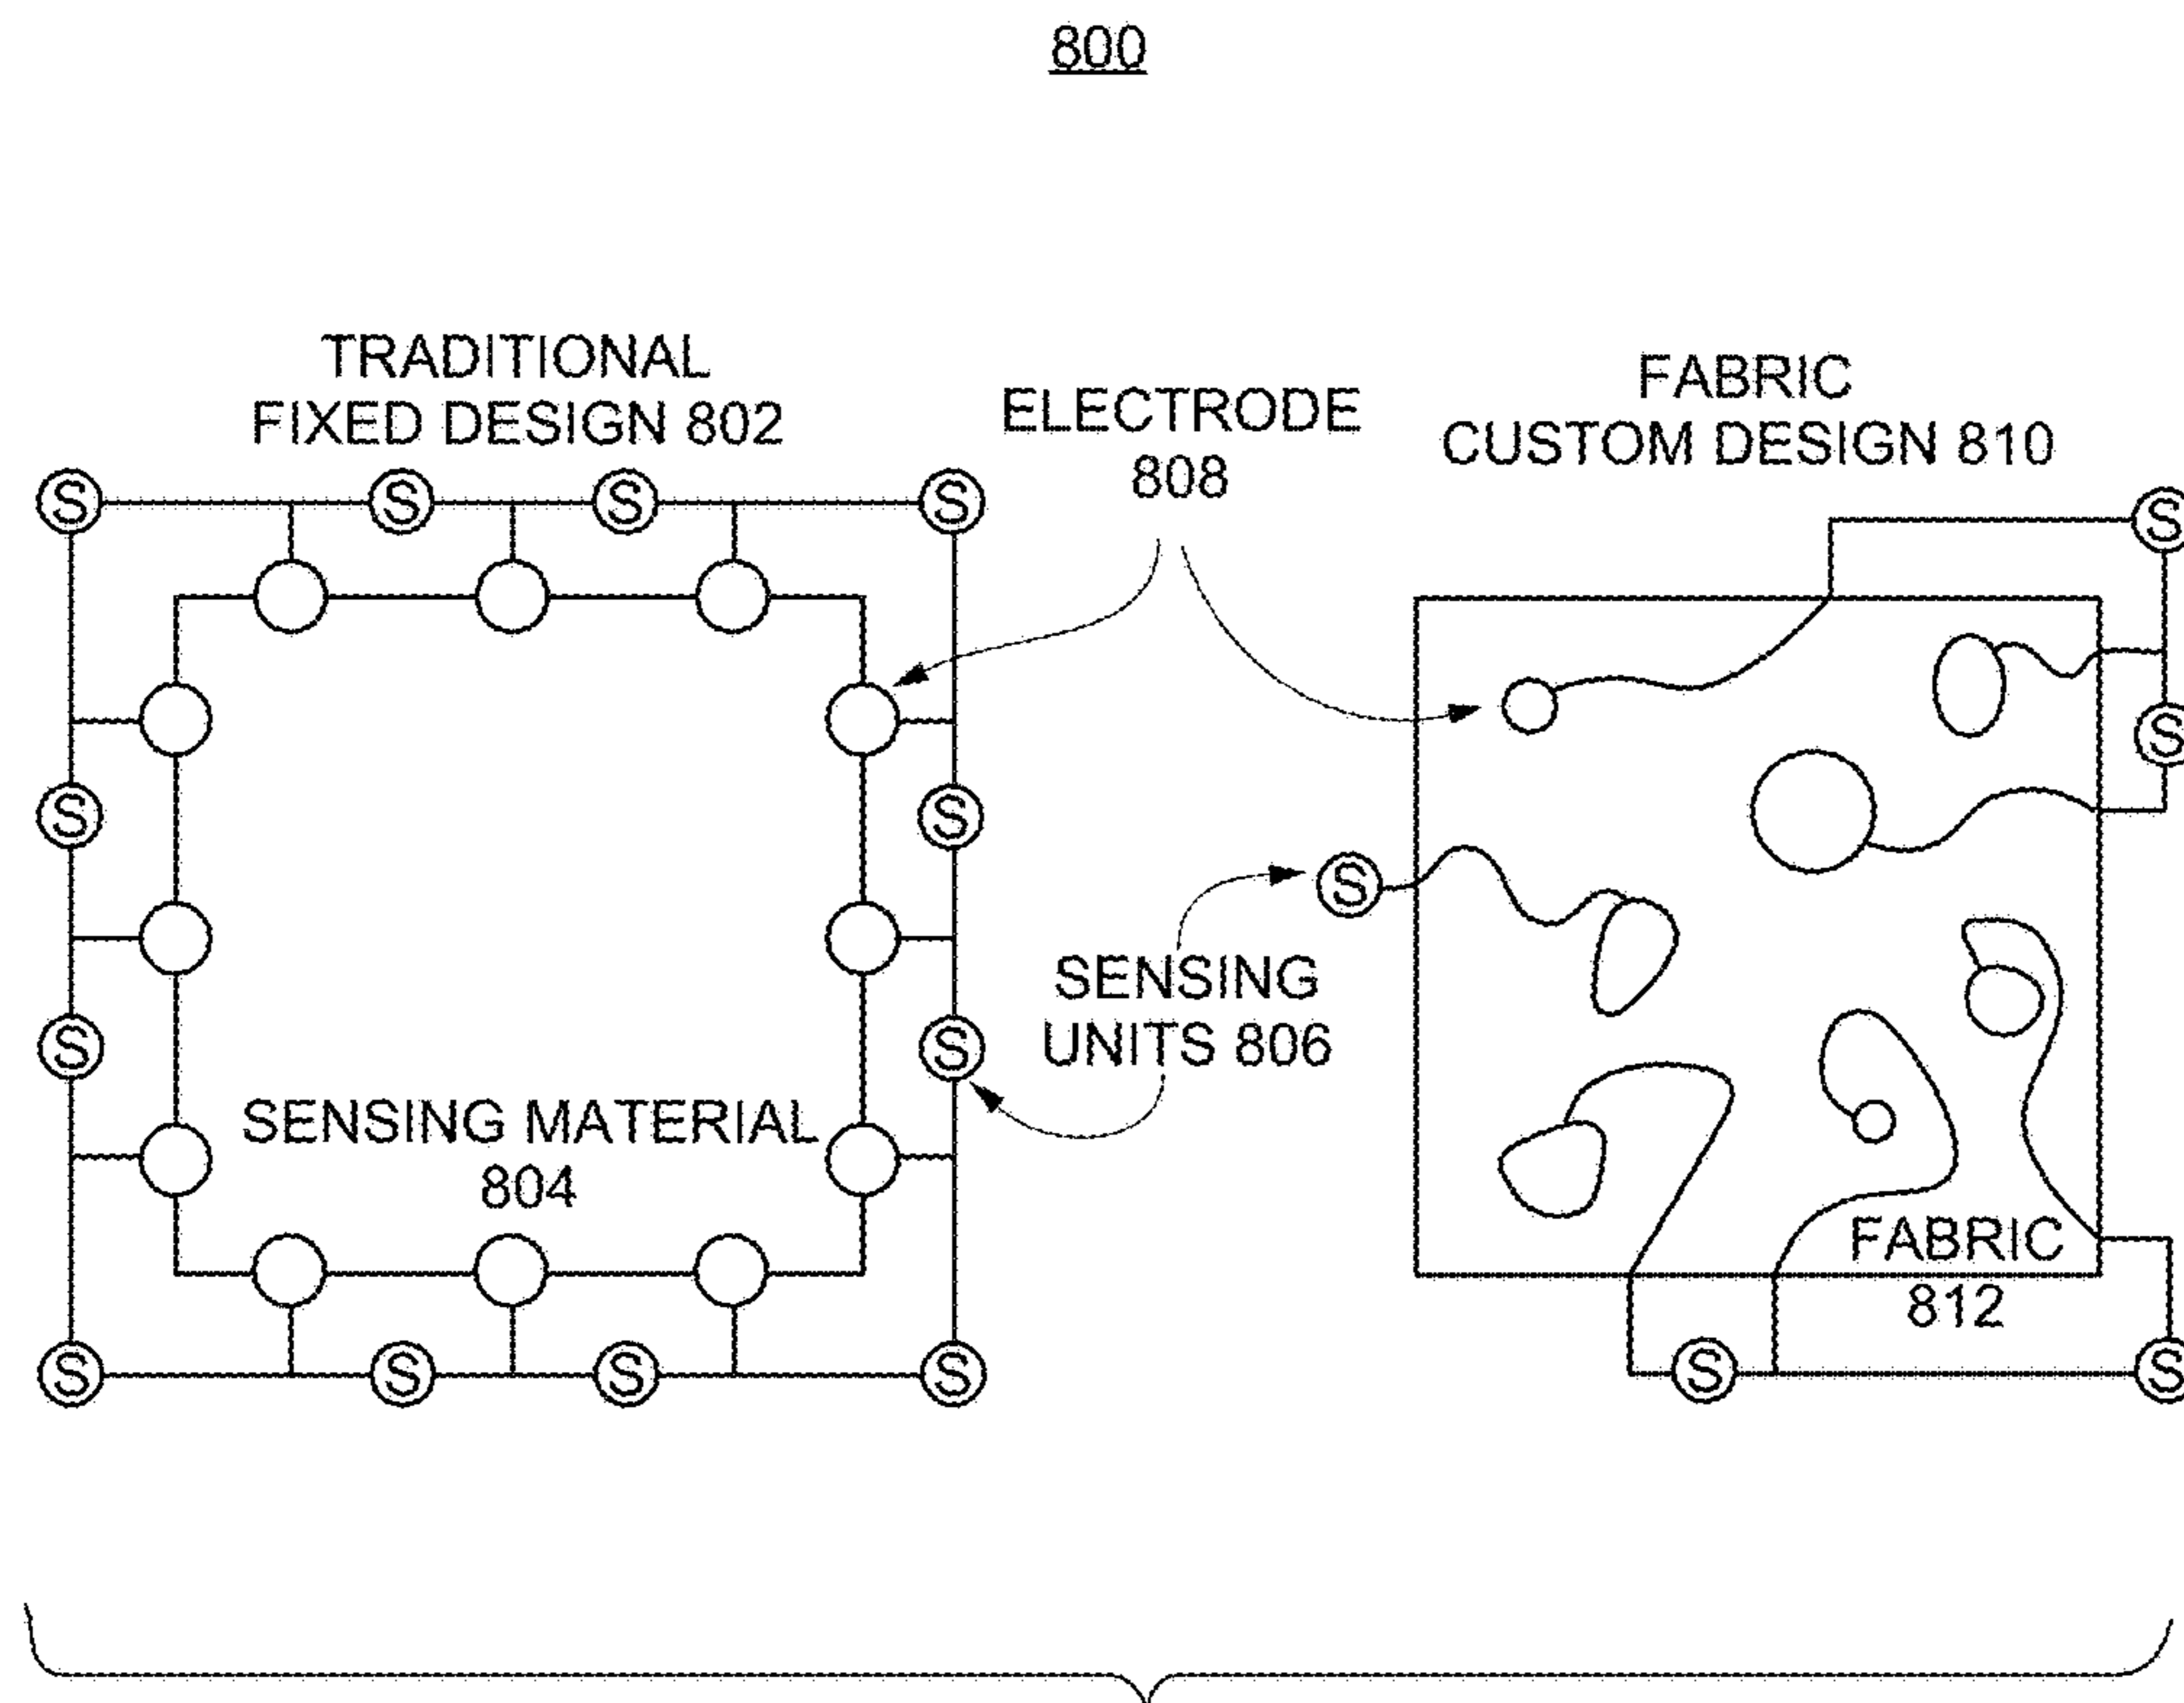 800
TRADITIONAL
FIXED DESIGN 802
ELECTRODE
808
FABRIC
CUSTOM DESIGN 810
S
S
S
S
S
S
S
S
S
S
S
S
SENSING MATERIAL
804
SENSING
UNITS 806
S
S
S
S
S
FABRIC
812